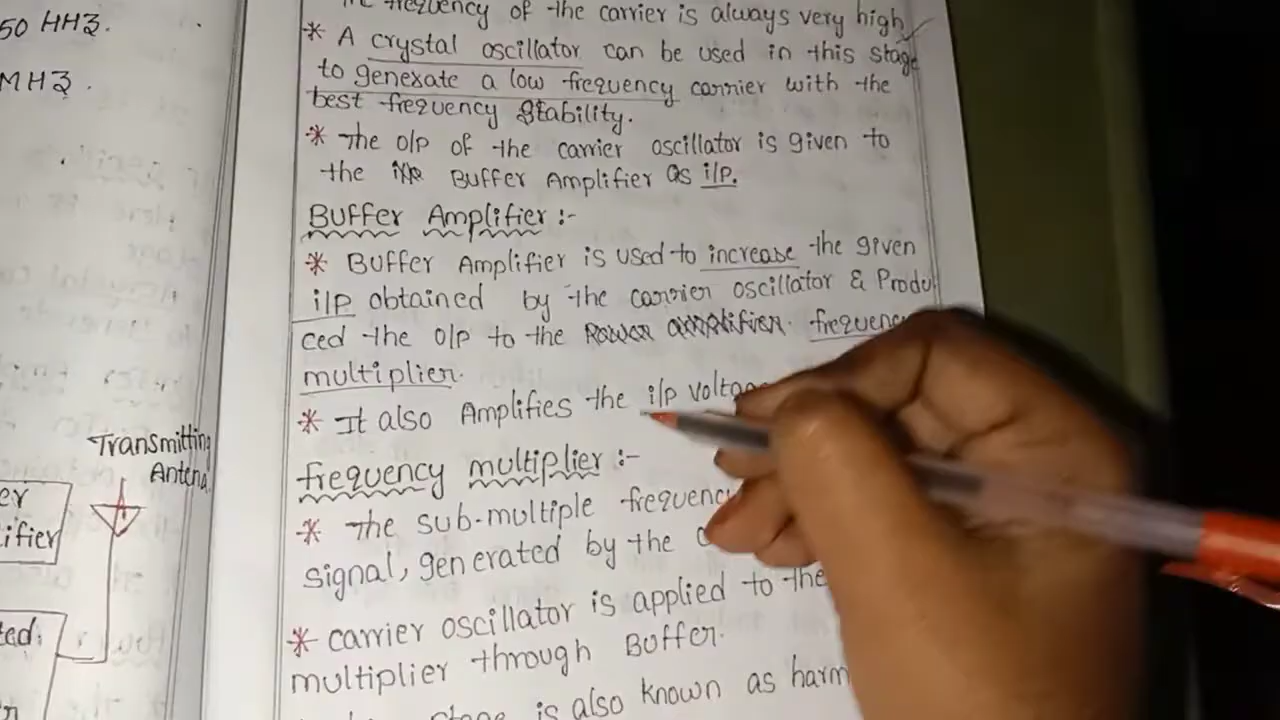 50 HHz.
MHz.
Transmitting
Antena
er
ifier
ted.
frequency of the carrier is always very high
* A crystal oscillator can be used in this stage
to generate a low frequency carrier with the
best frequency stability.
* The o/p of the carrier oscillator is given to
the Buffer Amplifier as i/p.
Buffer Amplifier :-
* Buffer Amplifier is used to increase the given
i/p obtained by the carrier oscillator & Produ
ced the o/p to the Power amplifier. frequency
multiplier.
* It also Amplifies the i/p voltage
frequency multiplier :-
* The sub-multiple frequency
signal, generated by the
* carrier oscillator is applied to the
multiplier through Buffer.
stage is also known as harm